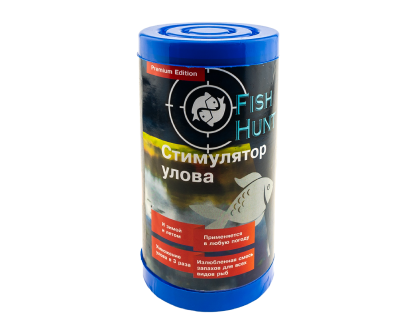 Premium Edition
FISH
HUNT
Стимулятор
улова
И зимой
и летом
Применяется
в любую погоду
улова в 3 раза
Излюбленная смесь
запахов для всех
видов рыб